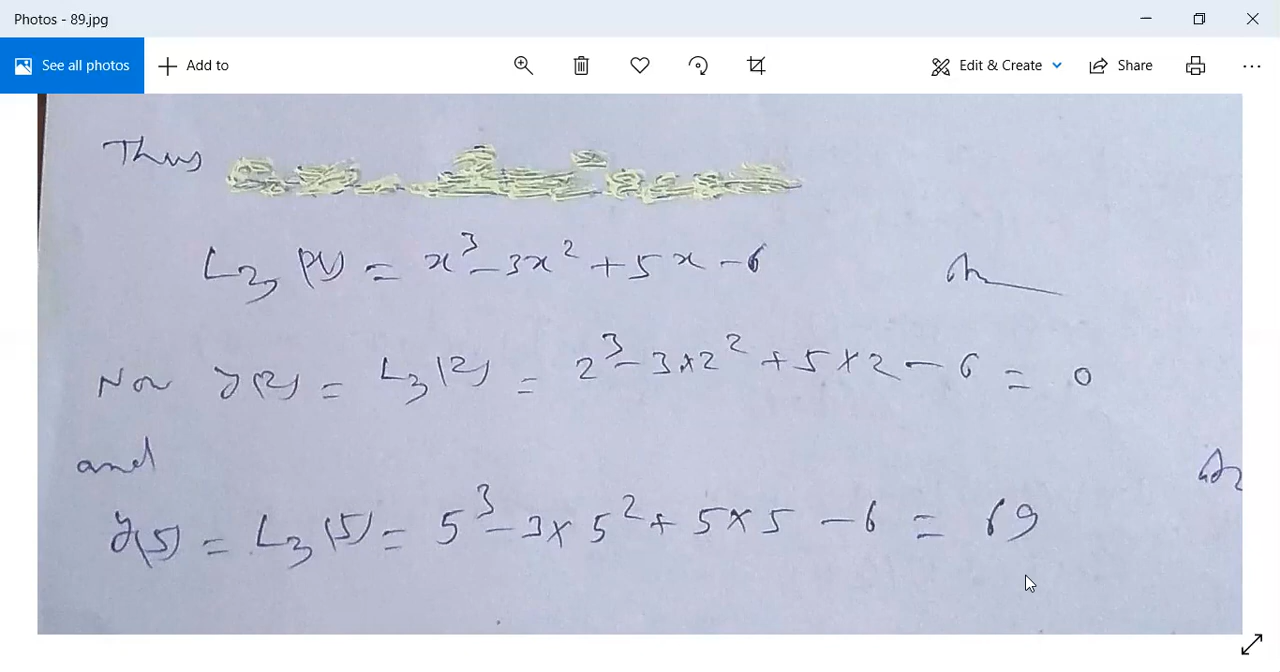 Photos - 89.jpg
See all photos
Add to
Edit & Create
Share
Thus
L₃(x) = x³ - 3x² + 5x - 6
Now y(2) = L₃(2) = 2³ - 3×2² + 5×2 - 6 = 0
and
y(5) = L₃(5) = 5³ - 3×5² + 5×5 - 6 = 69